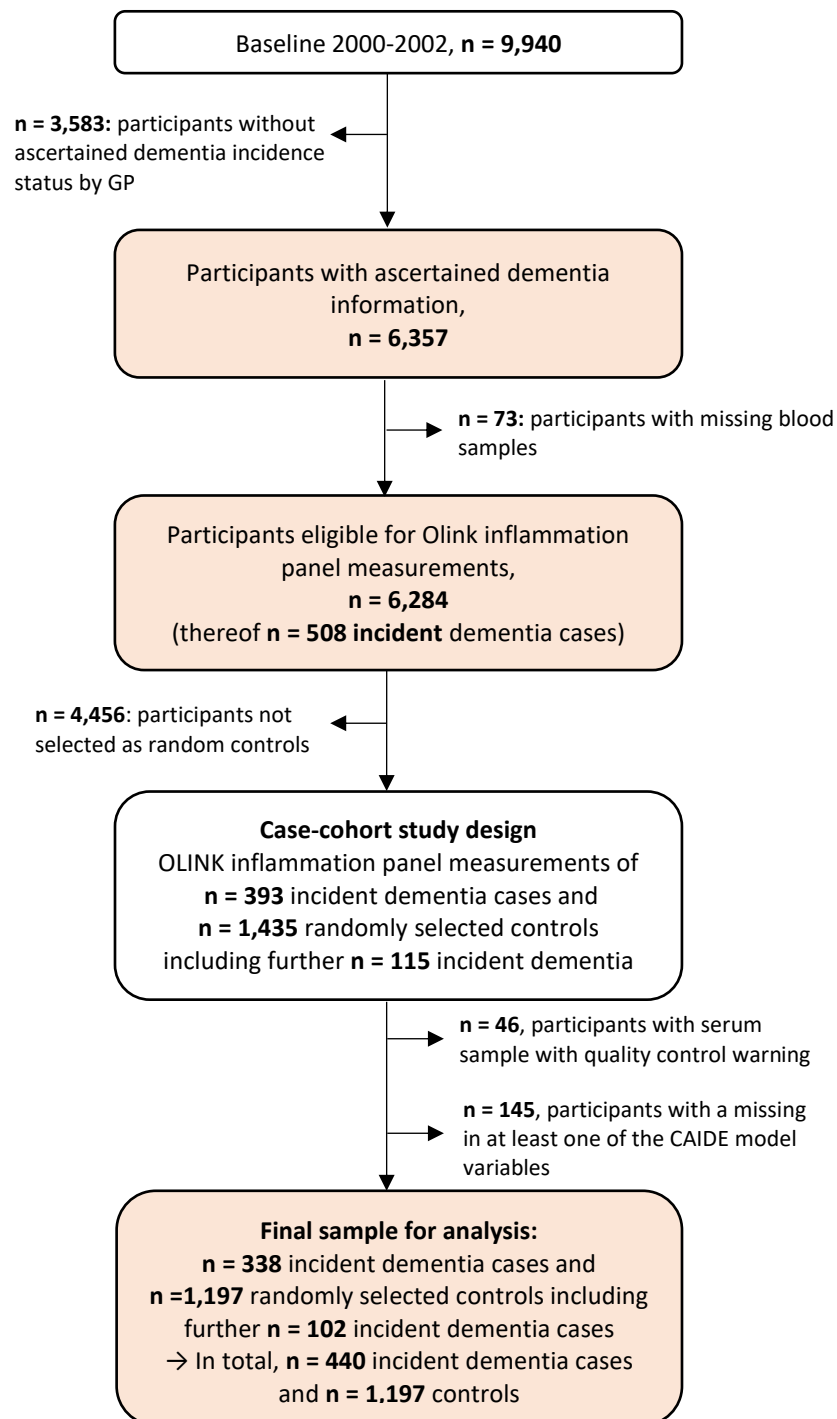 Baseline 2000-2002, n = 9,940
n = 3,583: participants without
ascertained dementia incidence
status by GP
Participants with ascertained dementia
information,
n = 6,357
n = 73: participants with missing blood
samples
Participants eligible for Olink inflammation
panel measurements,
n = 6,284
(thereof n = 508 incident dementia cases)
n = 4,456: participants not
selected as random controls
Case-cohort study design
OLINK inflammation panel measurements of
n = 393 incident dementia cases and
n = 1,435 randomly selected controls
including further n = 115 incident dementia
n = 46, participants with serum
sample with quality control warning
n = 145, participants with a missing
in at least one of the CAIDE model
variables
Final sample for analysis:
n = 338 incident dementia cases and
n =1,197 randomly selected controls including
further n = 102 incident dementia cases
→ In total, n = 440 incident dementia cases
and n = 1,197 controls